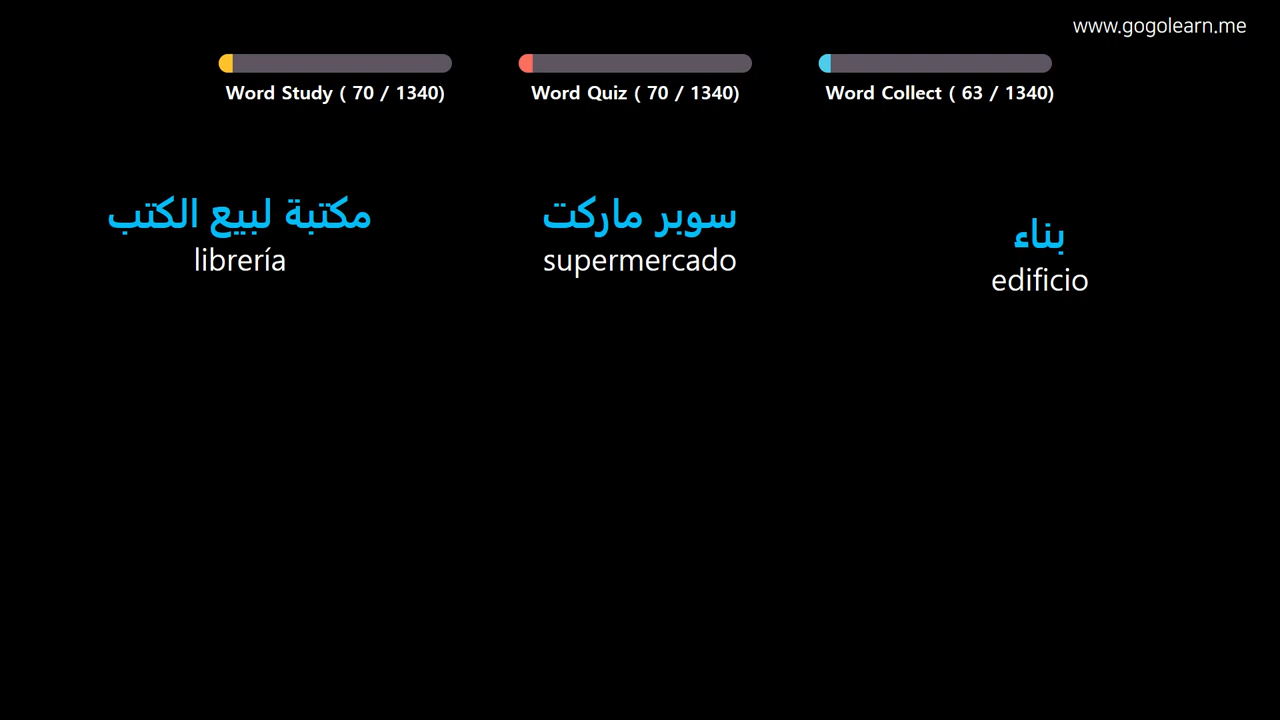 www.gogolearn.me
Word Study ( 70 / 1340)
Word Quiz ( 70 / 1340)
Word Collect ( 63 / 1340)
مكتبة لبيع الكتب
librería
سوبر ماركت
supermercado
بناء
edificio